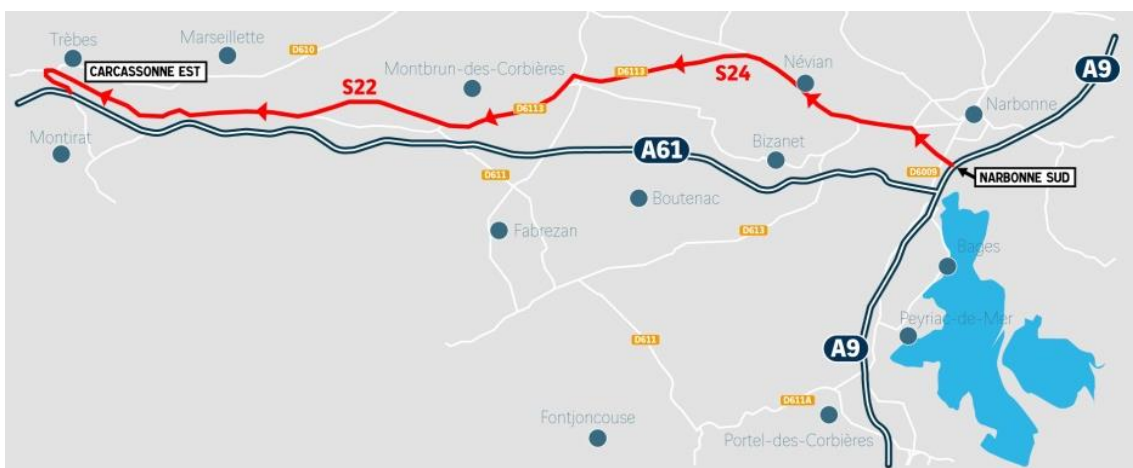 Trèbes
Marseillette
D610
CARCASSONNE EST
Montbrun-des-Corbières
D6113
S24
Névian
A9
S22
D6113
Narbonne
Montirat
A61
Bizanet
D6009
NARBONNE SUD
D611
Boutenac
Fabrezan
D613
Bages
Peyriac-de-Mer
D611
A9
D611A
Fontjoncouse
Portel-des-Corbières